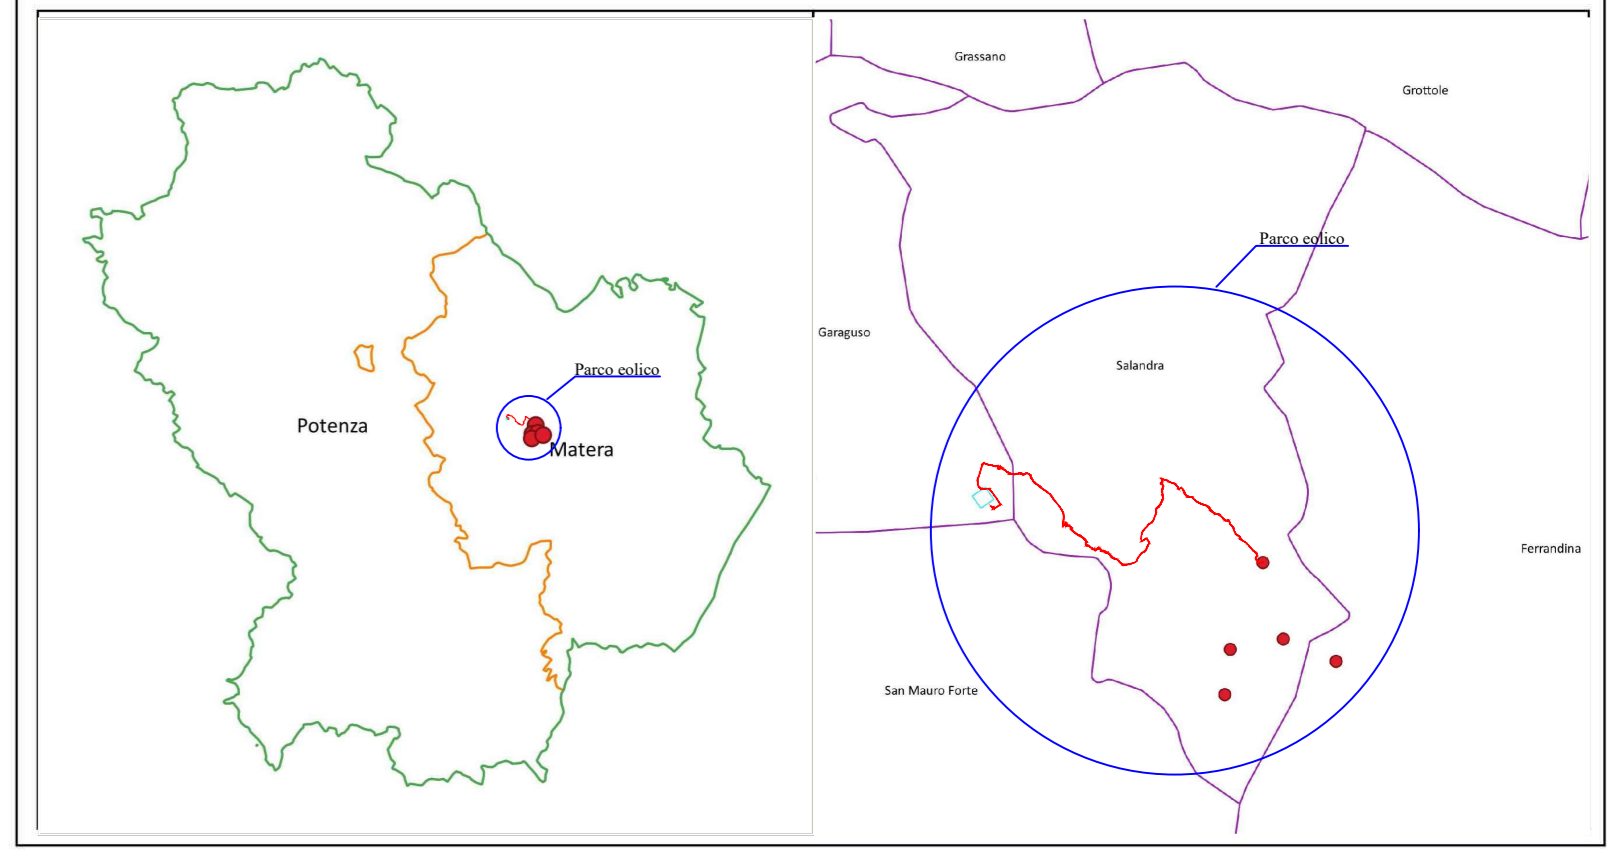 Parco eolico
Potenza
Matera
Grassano
Grottole
Parco eolico
Garaguso
Salandra
Ferrandina
San Mauro Forte